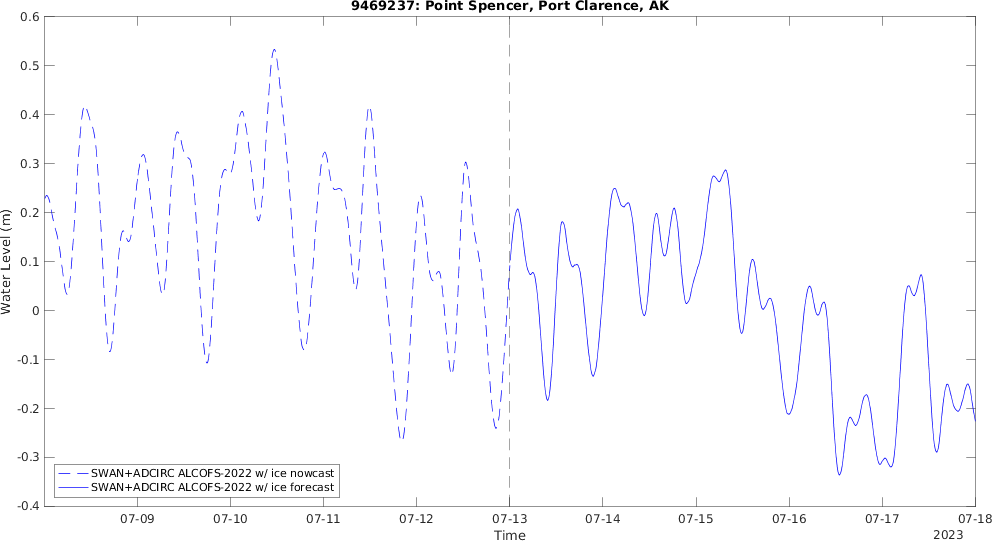 9469237: Point Spencer, Port Clarence, AK
0.6
0.5
0.4
0.3
0.2
0.1
0
-0.1
-0.2
-0.3
-0.4
Water Level (m)
SWAN+ADCIRC ALCOFS-2022 w/ ice nowcast
SWAN+ADCIRC ALCOFS-2022 w/ ice forecast
07-09 07-10 07-11 07-12 07-13 07-14 07-15 07-16 07-17 07-18
Time
2023